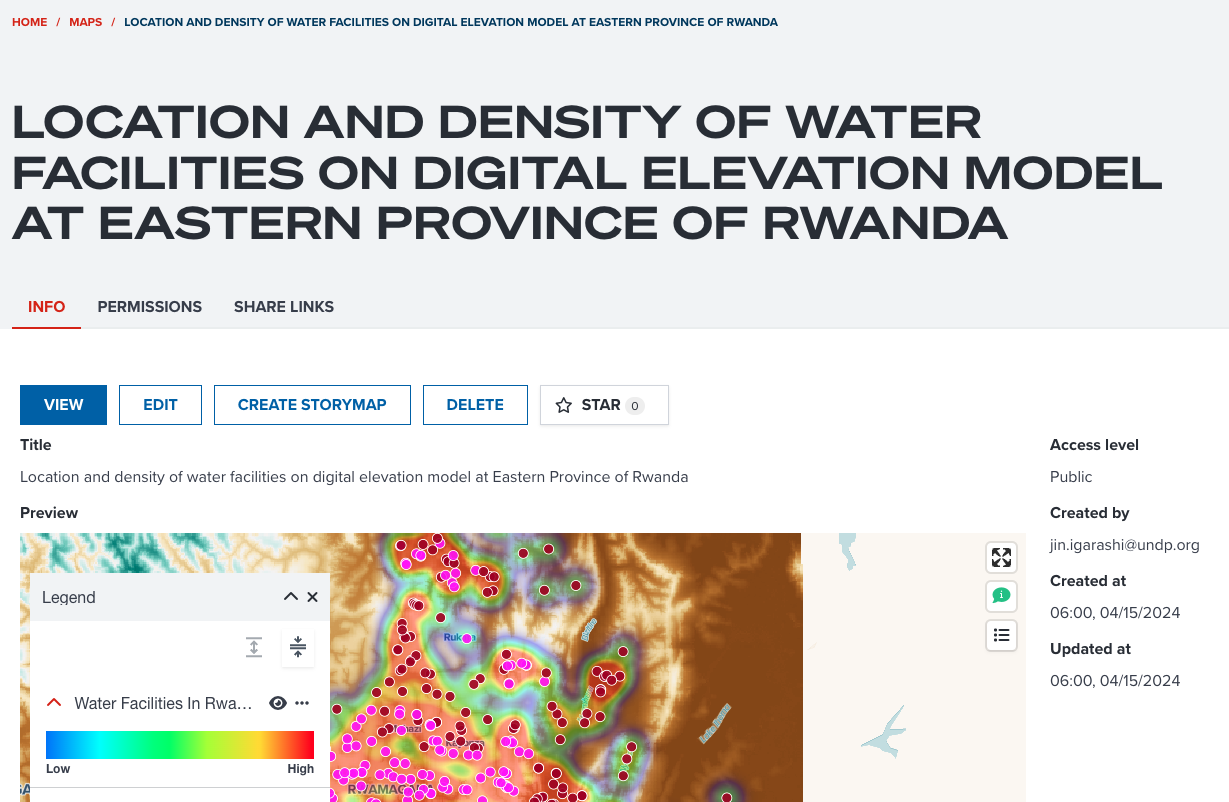 HOME / MAPS / LOCATION AND DENSITY OF WATER FACILITIES ON DIGITAL ELEVATION MODEL AT EASTERN PROVINCE OF RWANDA
LOCATION AND DENSITY OF WATER
FACILITIES ON DIGITAL ELEVATION MODEL
AT EASTERN PROVINCE OF RWANDA
INFO PERMISSIONS SHARE LINKS
VIEW EDIT CREATE STORYMAP DELETE STAR 0
Title
Location and density of water facilities on digital elevation model at Eastern Province of Rwanda
Preview
Legend
Water Facilities In Rwa...
Low High
Access level
Public
Created by
jin.igarashi@undp.org
Created at
06:00, 04/15/2024
Updated at
06:00, 04/15/2024